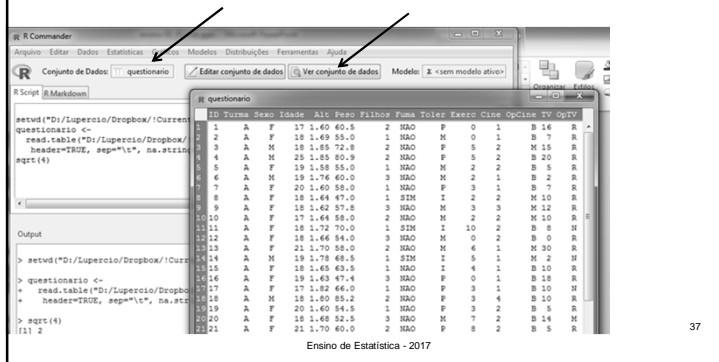 R Commander
Arquivo Editar Dados Estatísticas Gráficos Modelos Distribuições Ferramentas Ajuda
Conjunto de Dados: questionario Editar conjunto de dados Ver conjunto de dados Modelo: Σ <sem modelo ativo>
Organizar Estilos
R Script R Markdown
setwd("D:/Lupercio/Dropbox/!Current
questionario <-
read.table("D:/Lupercio/Dropbox/
header=TRUE, sep="\t", na.string
sqrt(4)
Output
> setwd("D:/Lupercio/Dropbox/!Curr
> questionario <-
+ read.table("D:/Lupercio/Dropbo
+ header=TRUE, sep="\t", na.str
> sqrt(4)
[1] 2
questionario
ID Turma Sexo Idade Alt Peso Filhos Fuma Toler Exerc Cine OpCine TV OpTV
1 1 A F 17 1.60 60.5 2 NAO P 0 1 B 16 R
2 2 A F 18 1.69 55.0 1 NAO M 0 1 B 7 R
3 3 A M 18 1.85 72.8 2 NAO P 5 2 M 15 R
4 4 A M 25 1.85 80.9 2 NAO P 5 2 B 20 R
5 5 A F 19 1.58 55.0 1 NAO M 2 2 B 5 R
6 6 A M 19 1.76 60.0 3 NAO M 2 1 B 2 R
7 7 A F 20 1.60 58.0 1 NAO P 3 1 B 7 R
8 8 A F 18 1.64 47.0 1 SIM I 2 2 M 10 R
9 9 A F 18 1.62 57.8 3 NAO M 3 3 M 12 R
10 10 A F 17 1.64 58.0 2 NAO M 2 2 M 10 R
11 11 A F 18 1.72 70.0 1 SIM I 10 2 B 8 N
12 12 A F 18 1.66 54.0 3 NAO M 0 2 B 0 R
13 13 A F 21 1.70 58.0 2 NAO M 6 1 M 30 R
14 14 A M 19 1.78 68.5 1 SIM I 5 1 M 2 N
15 15 A F 18 1.65 63.5 1 NAO I 4 1 B 10 R
16 16 A F 19 1.63 47.4 3 NAO P 0 1 B 18 R
17 17 A F 17 1.82 66.0 1 NAO P 3 1 B 10 N
18 18 A M 18 1.80 85.2 2 NAO P 3 4 B 10 R
19 19 A F 20 1.60 54.5 1 NAO P 3 2 B 5 R
20 20 A F 18 1.68 52.5 3 NAO M 7 2 B 14 M
21 21 A F 21 1.70 60.0 2 NAO P 8 2 B 5 R
Ensino de Estatística - 2017
37